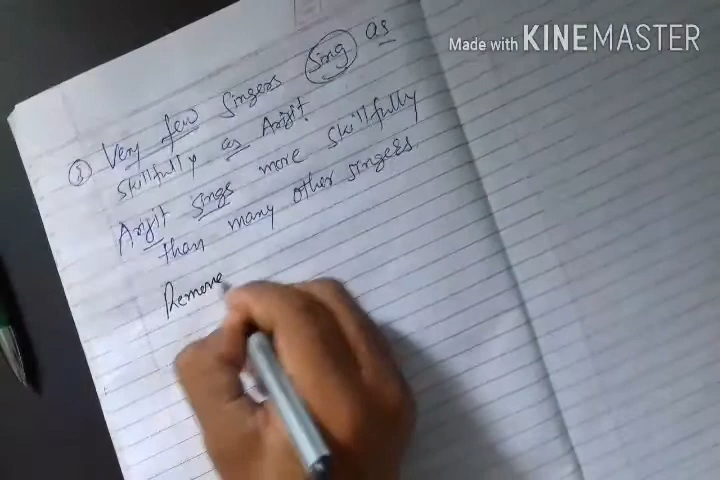 Made with KINEMASTER
③ Very few singers sing as
skillfully as Arijit.
Arijit sings more skillfully
than many other singers
Remove